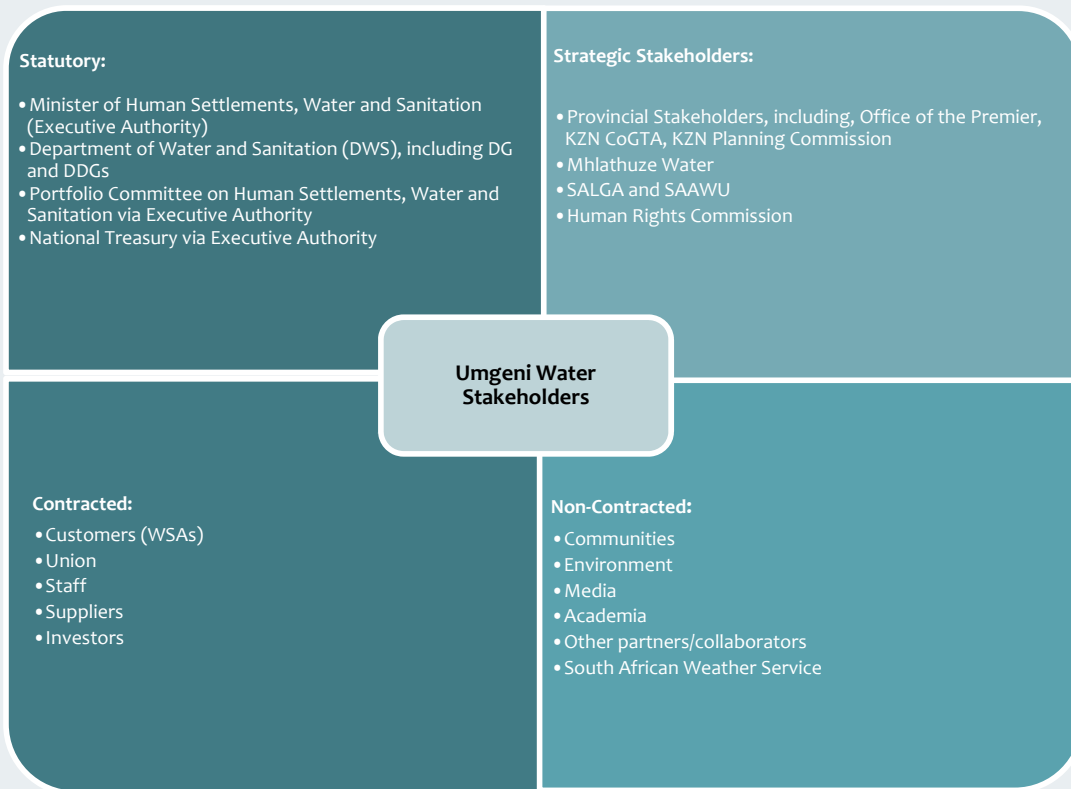 Statutory:
• Minister of Human Settlements, Water and Sanitation
(Executive Authority)
• Department of Water and Sanitation (DWS), including DG
and DDGs
• Portfolio Committee on Human Settlements, Water and
Sanitation via Executive Authority
• National Treasury via Executive Authority
Strategic Stakeholders:
• Provincial Stakeholders, including, Office of the Premier,
KZN CoGTA, KZN Planning Commission
• Mhlathuze Water
• SALGA and SAAWU
• Human Rights Commission
Umgeni Water
Stakeholders
Contracted:
• Customers (WSAs)
• Union
• Staff
• Suppliers
• Investors
Non-Contracted:
• Communities
• Environment
• Media
• Academia
• Other partners/collaborators
• South African Weather Service